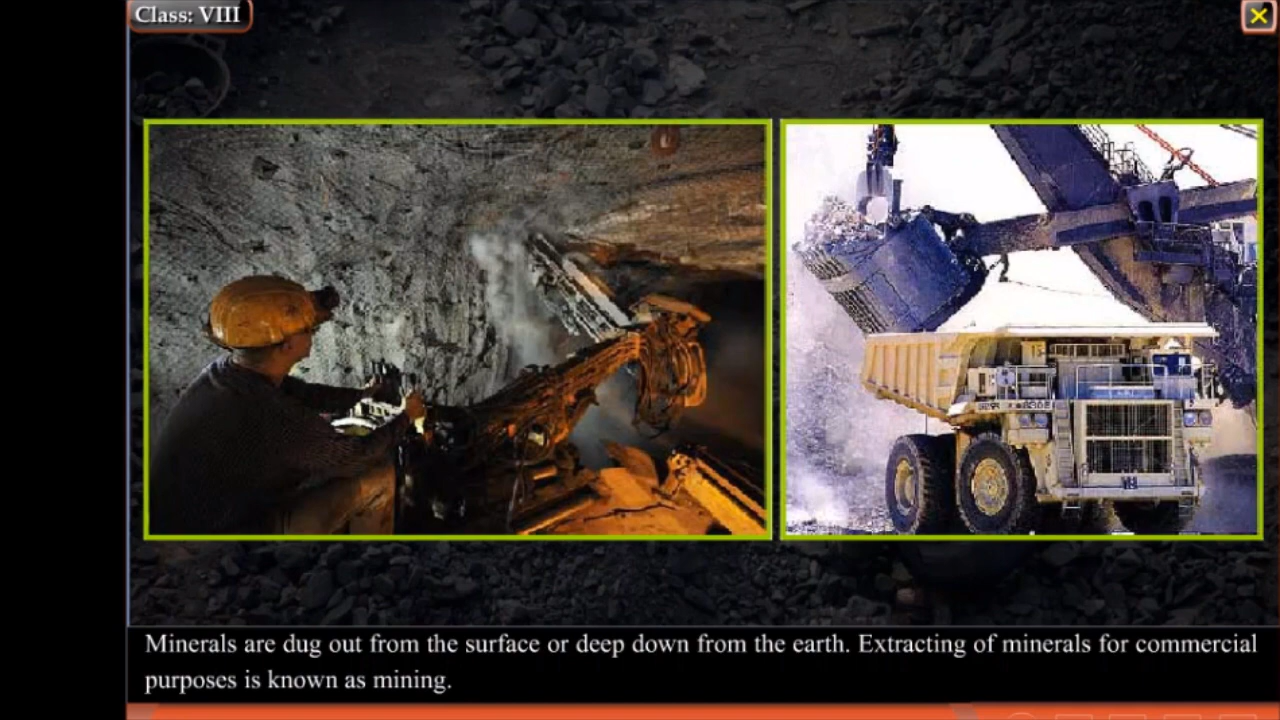 Class: VIII
Minerals are dug out from the surface or deep down from the earth. Extracting of minerals for commercial
purposes is known as mining.